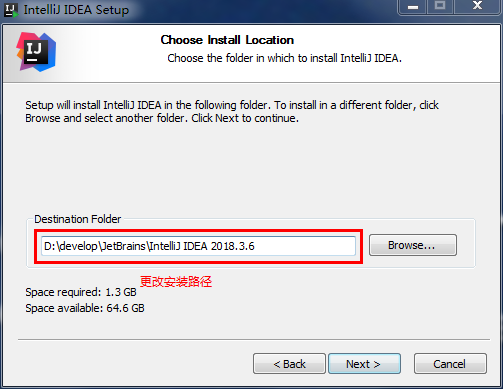 IntelliJ IDEA Setup
IJ
Choose Install Location
Choose the folder in which to install IntelliJ IDEA.
Setup will install IntelliJ IDEA in the following folder. To install in a different folder, click
Browse and select another folder. Click Next to continue.
Destination Folder
D:\develop\JetBrains\IntelliJ IDEA 2018.3.6
Browse...
更改安装路径
Space required: 1.3 GB
Space available: 64.6 GB
< Back
Next >
Cancel